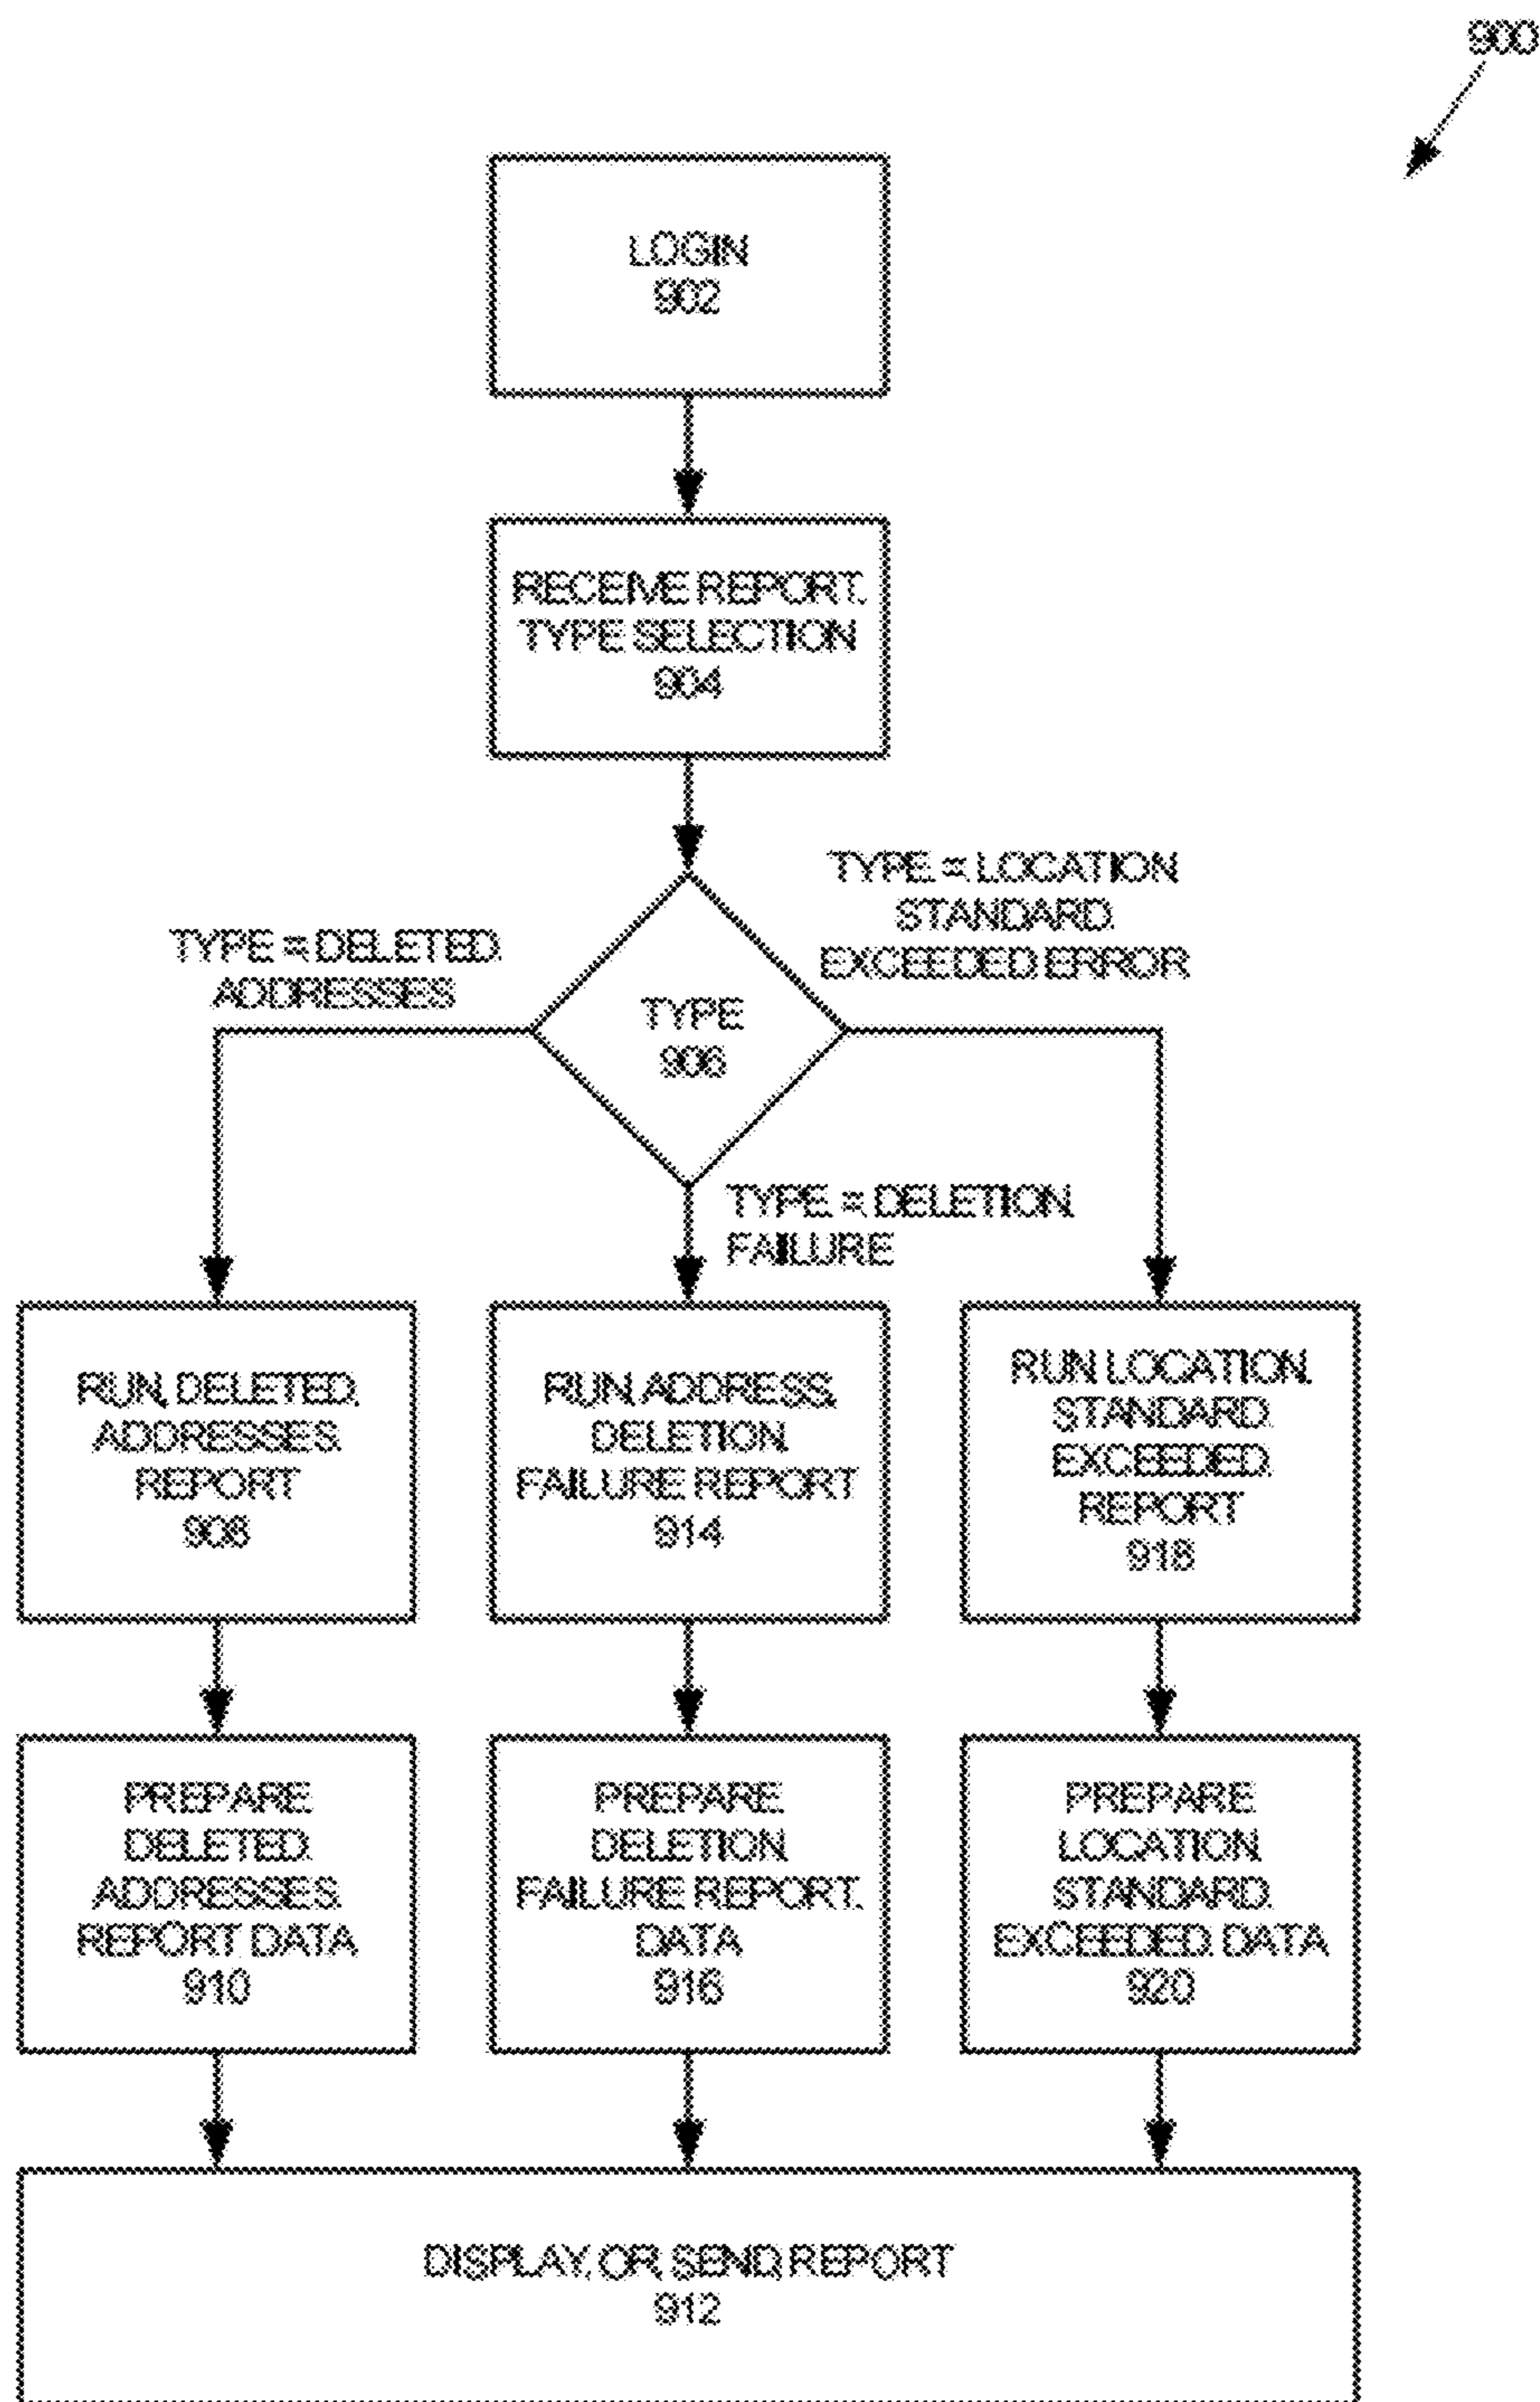 900
LOGIN
902
RECEIVE REPORT
TYPE SELECTION
904
TYPE = LOCATION
STANDARD
EXCEEDED ERROR
TYPE = DELETED
ADDRESSES
TYPE
906
TYPE = DELETION
FAILURE
RUN DELETED
ADDRESSES
REPORT
908
RUN ADDRESS
DELETION
FAILURE REPORT
914
RUN LOCATION
STANDARD
EXCEEDED
REPORT
918
PREPARE
DELETED
ADDRESSES
REPORT DATA
910
PREPARE
DELETION
FAILURE REPORT
DATA
916
PREPARE
LOCATION
STANDARD
EXCEEDED DATA
920
DISPLAY OR SEND REPORT
912